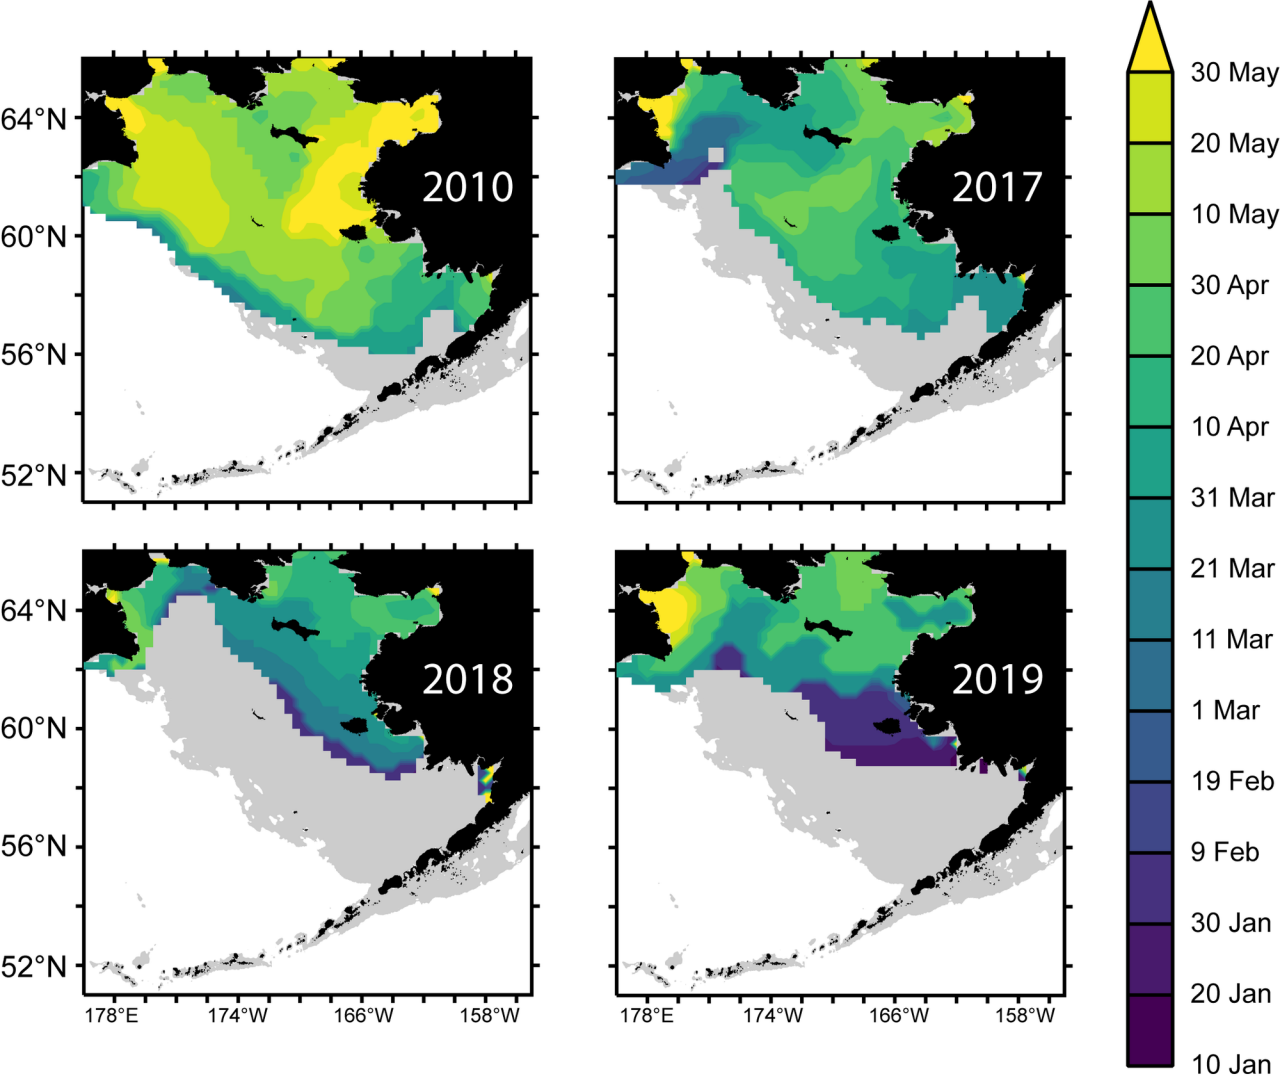 64°N
60°N
56°N
52°N
2010
2017
64°N
60°N
56°N
52°N
2018
2019
178°E
174°W
166°W
158°W
178°E
174°W
166°W
158°W
30 May
20 May
10 May
30 Apr
20 Apr
10 Apr
31 Mar
21 Mar
11 Mar
1 Mar
19 Feb
9 Feb
30 Jan
20 Jan
10 Jan